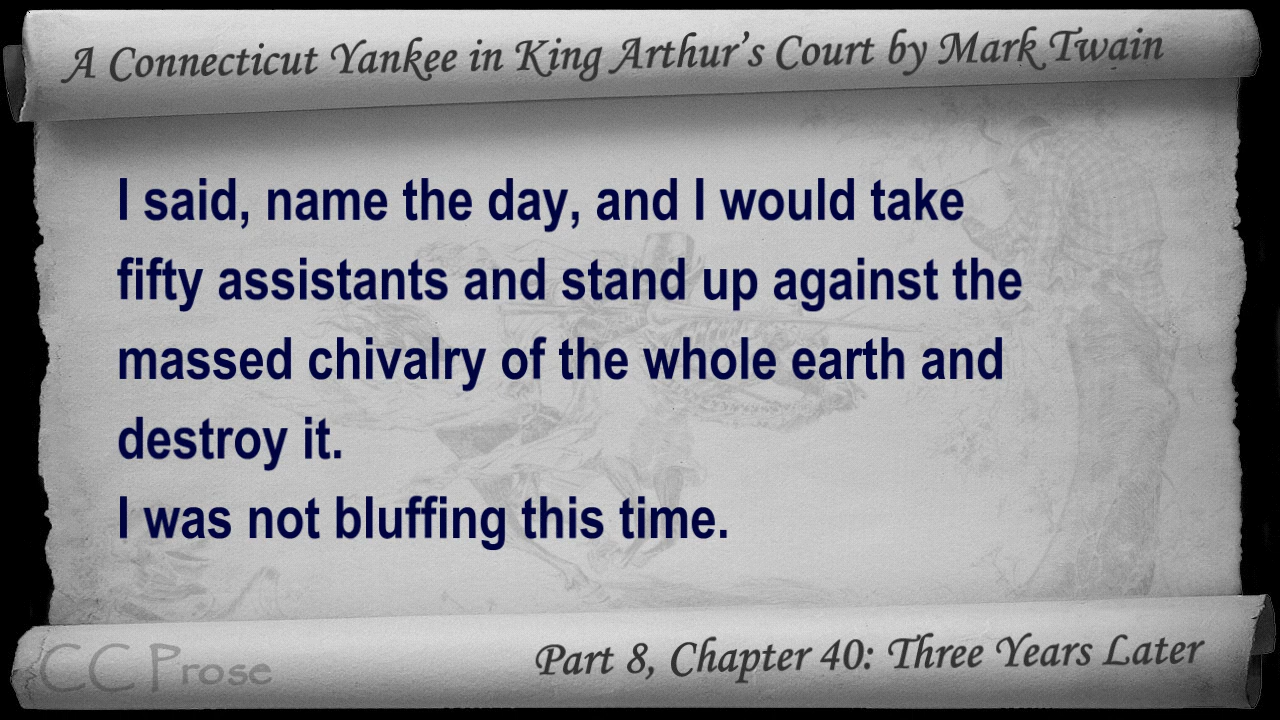 A Connecticut Yankee in King Arthur's Court by Mark Twain
I said, name the day, and I would take
fifty assistants and stand up against the
massed chivalry of the whole earth and
destroy it.
I was not bluffing this time.
CC Prose
Part 8, Chapter 40: Three Years Later